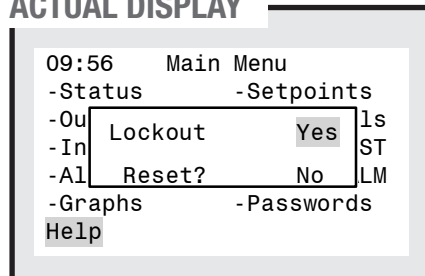 ACTUAL DISPLAY
09:56 Main Menu
-Status -Setpoints
-Ou ls
Lockout Yes
-In ST
-Al LM
Reset? No
-Graphs -Passwords
Help